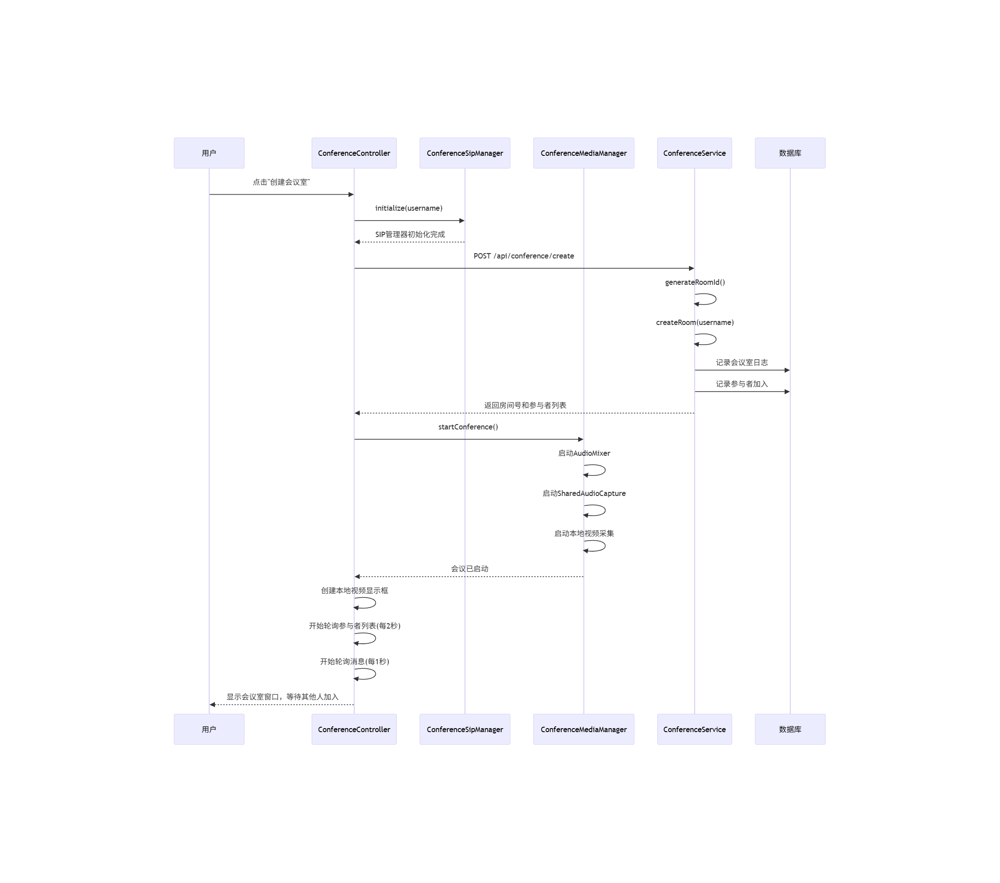 用户
ConferenceController
ConferenceSipManager
ConferenceMediaManager
ConferenceService
数据库
点击"创建会议室"
initialize(username)
SIP管理器初始化完成
POST /api/conference/create
generateRoomId()
createRoom(username)
记录会议室日志
记录参与者加入
返回房间号和参与者列表
startConference()
启动AudioMixer
启动SharedAudioCapture
启动本地视频采集
会议已启动
创建本地视频显示框
开始轮询参与者列表(每2秒)
开始轮询消息(每1秒)
显示会议室窗口，等待其他人加入
用户
ConferenceController
ConferenceSipManager
ConferenceMediaManager
ConferenceService
数据库